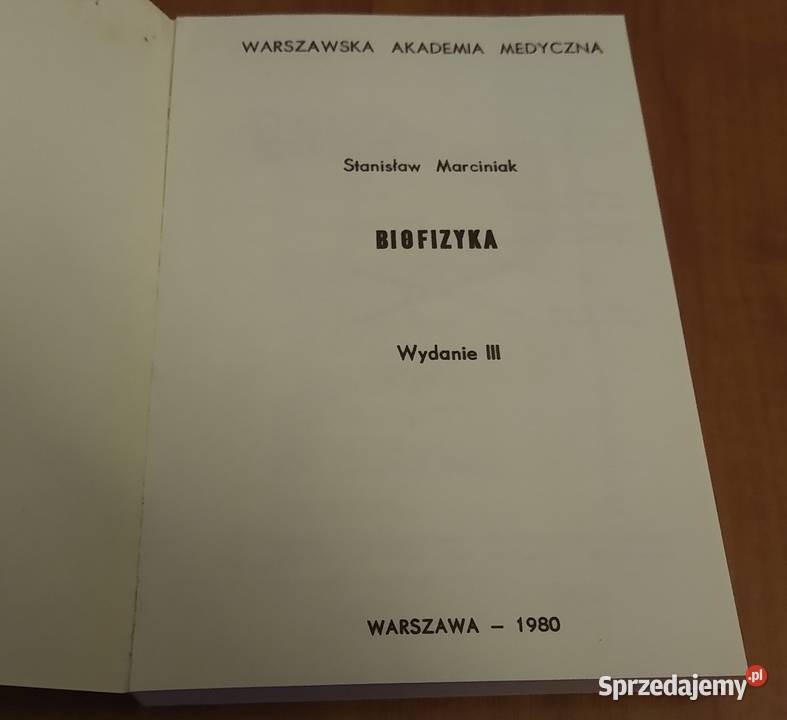 WARSZAWSKA AKADEMIA MEDYCZNA
Stanisław Marciniak
BIOFIZYKA
Wydanie III
WARSZAWA – 1980
Sprzedajemy.pl